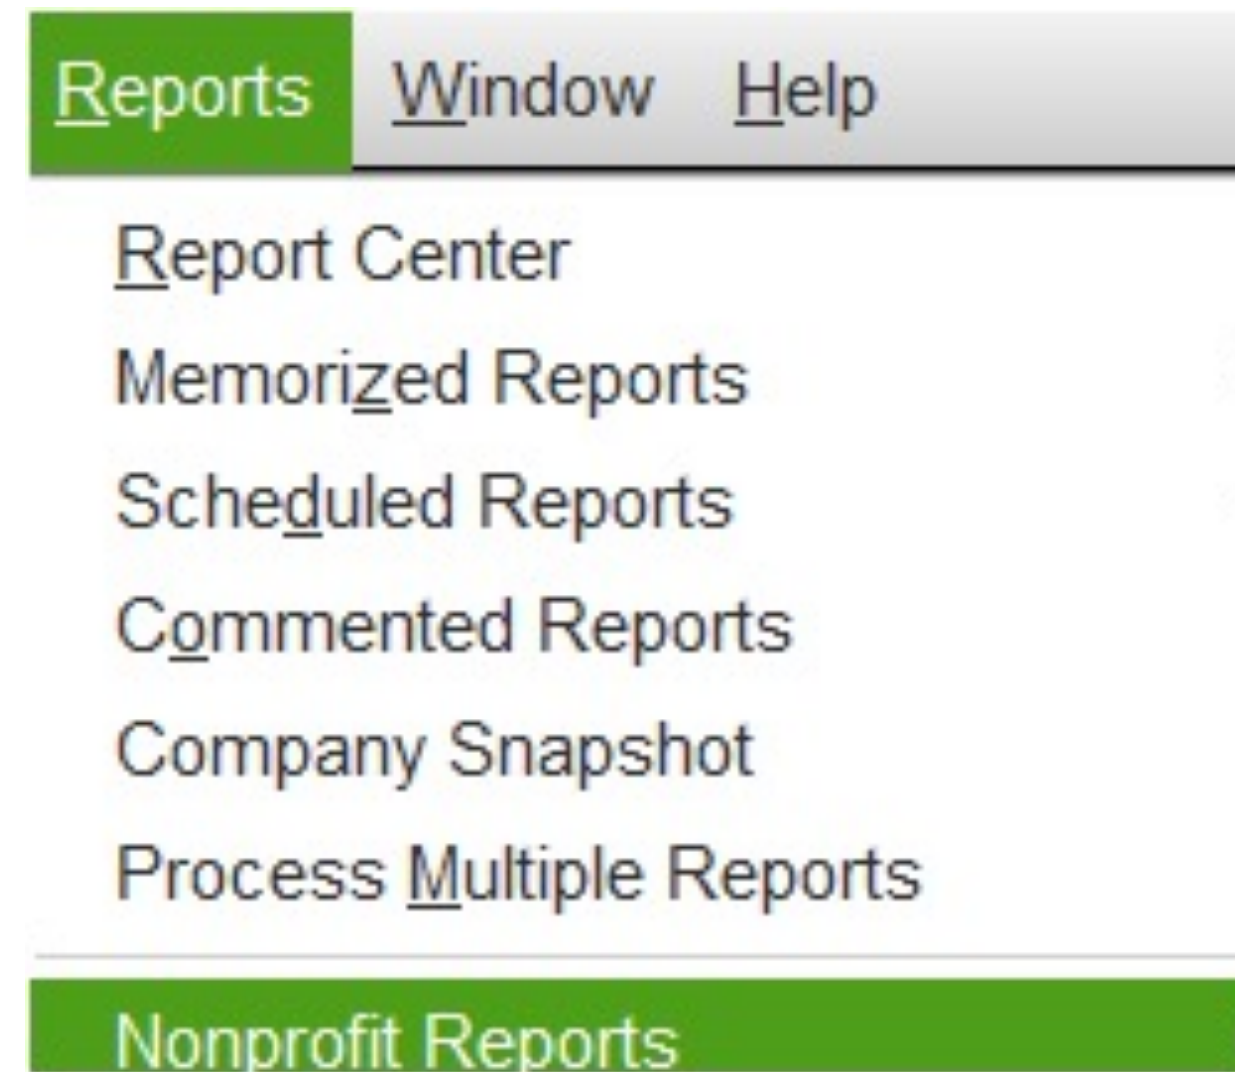 Reports Window Help
Report Center
Memorized Reports
Scheduled Reports
Commented Reports
Company Snapshot
Process Multiple Reports
Nonprofit Reports